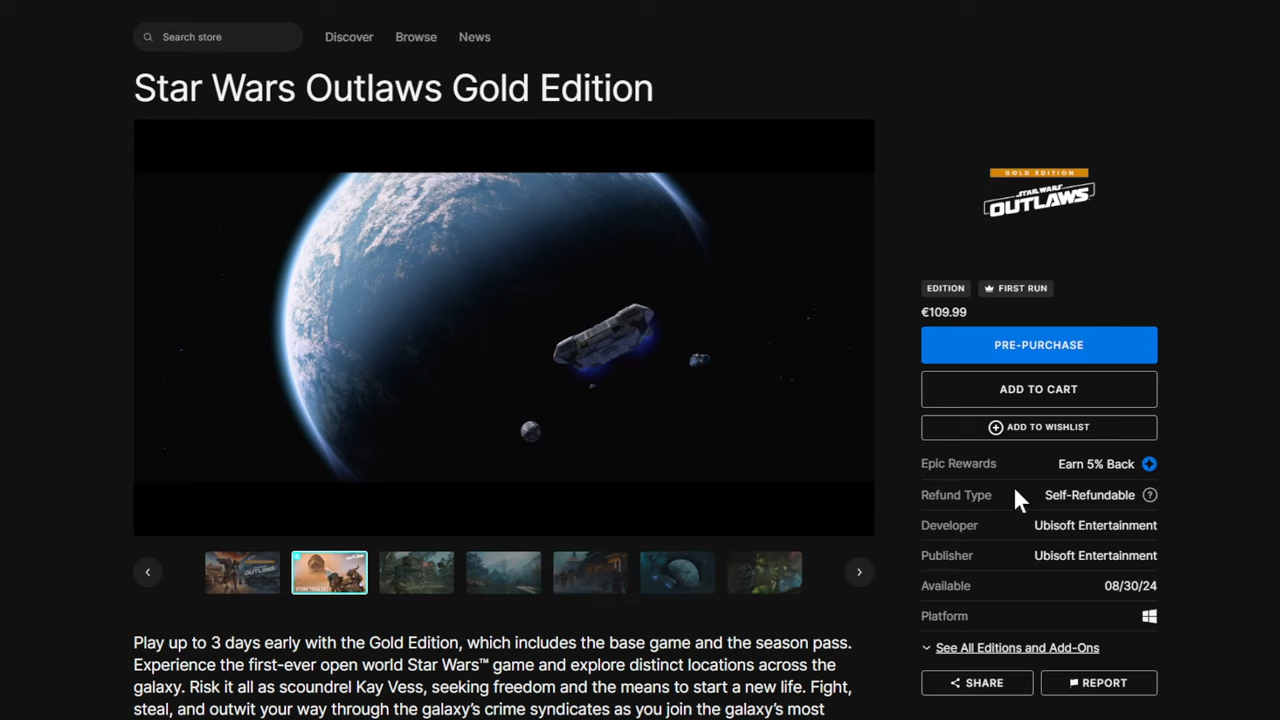 Search store
Discover
Browse
News
Star Wars Outlaws Gold Edition
GOLD EDITION
STAR WARS
OUTLAWS
EDITION
FIRST RUN
€109.99
PRE-PURCHASE
ADD TO CART
ADD TO WISHLIST
Epic Rewards
Earn 5% Back
Refund Type
Self-Refundable
Developer
Ubisoft Entertainment
Publisher
Ubisoft Entertainment
Available
08/30/24
Platform
See All Editions and Add-Ons
SHARE
REPORT
OUTLAWS
STORY TRAILER
Play up to 3 days early with the Gold Edition, which includes the base game and the season pass.
Experience the first-ever open world Star Wars™ game and explore distinct locations across the
galaxy. Risk it all as scoundrel Kay Vess, seeking freedom and the means to start a new life. Fight,
steal, and outwit your way through the galaxy's crime syndicates as you join the galaxy's most